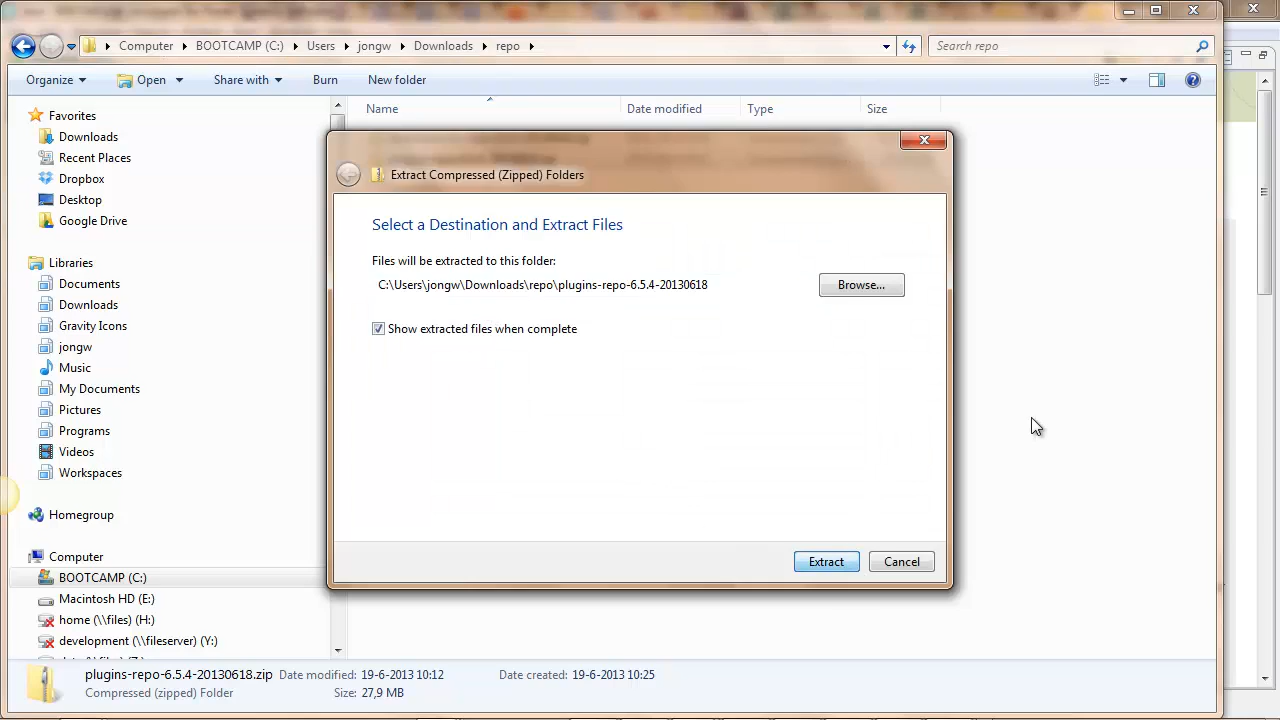 Computer BOOTCAMP (C:) Users jongw Downloads repo
Search repo
Organize Open Share with Burn New folder
Name Date modified Type Size
Favorites
Downloads
Recent Places
Dropbox
Desktop
Google Drive
Libraries
Documents
Downloads
Gravity Icons
jongw
Music
My Documents
Pictures
Programs
Videos
Workspaces
Homegroup
Computer
BOOTCAMP (C:)
Macintosh HD (E:)
home (\\files) (H:)
development (\\fileserver) (Y:)
Extract Compressed (Zipped) Folders
Select a Destination and Extract Files
Files will be extracted to this folder:
C:\Users\jongw\Downloads\repo\plugins-repo-6.5.4-20130618
Browse...
Show extracted files when complete
Extract Cancel
plugins-repo-6.5.4-20130618.zip Date modified: 19-6-2013 10:12 Date created: 19-6-2013 10:25
Compressed (zipped) Folder Size: 27,9 MB